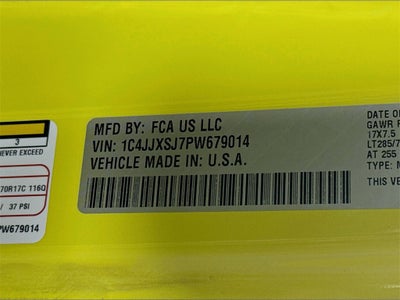 MFD BY: FCA US LLC
VIN: 1C4JJXSJ7PW679014
VEHICLE MADE IN: U.S.A.
3
NEVER EXCEED
70R17C 116Q
/ 37 PSI
PW679014
DATE OF
GAWR
17X7.5
LT285/7
AT 255
TYPE:
THIS VE